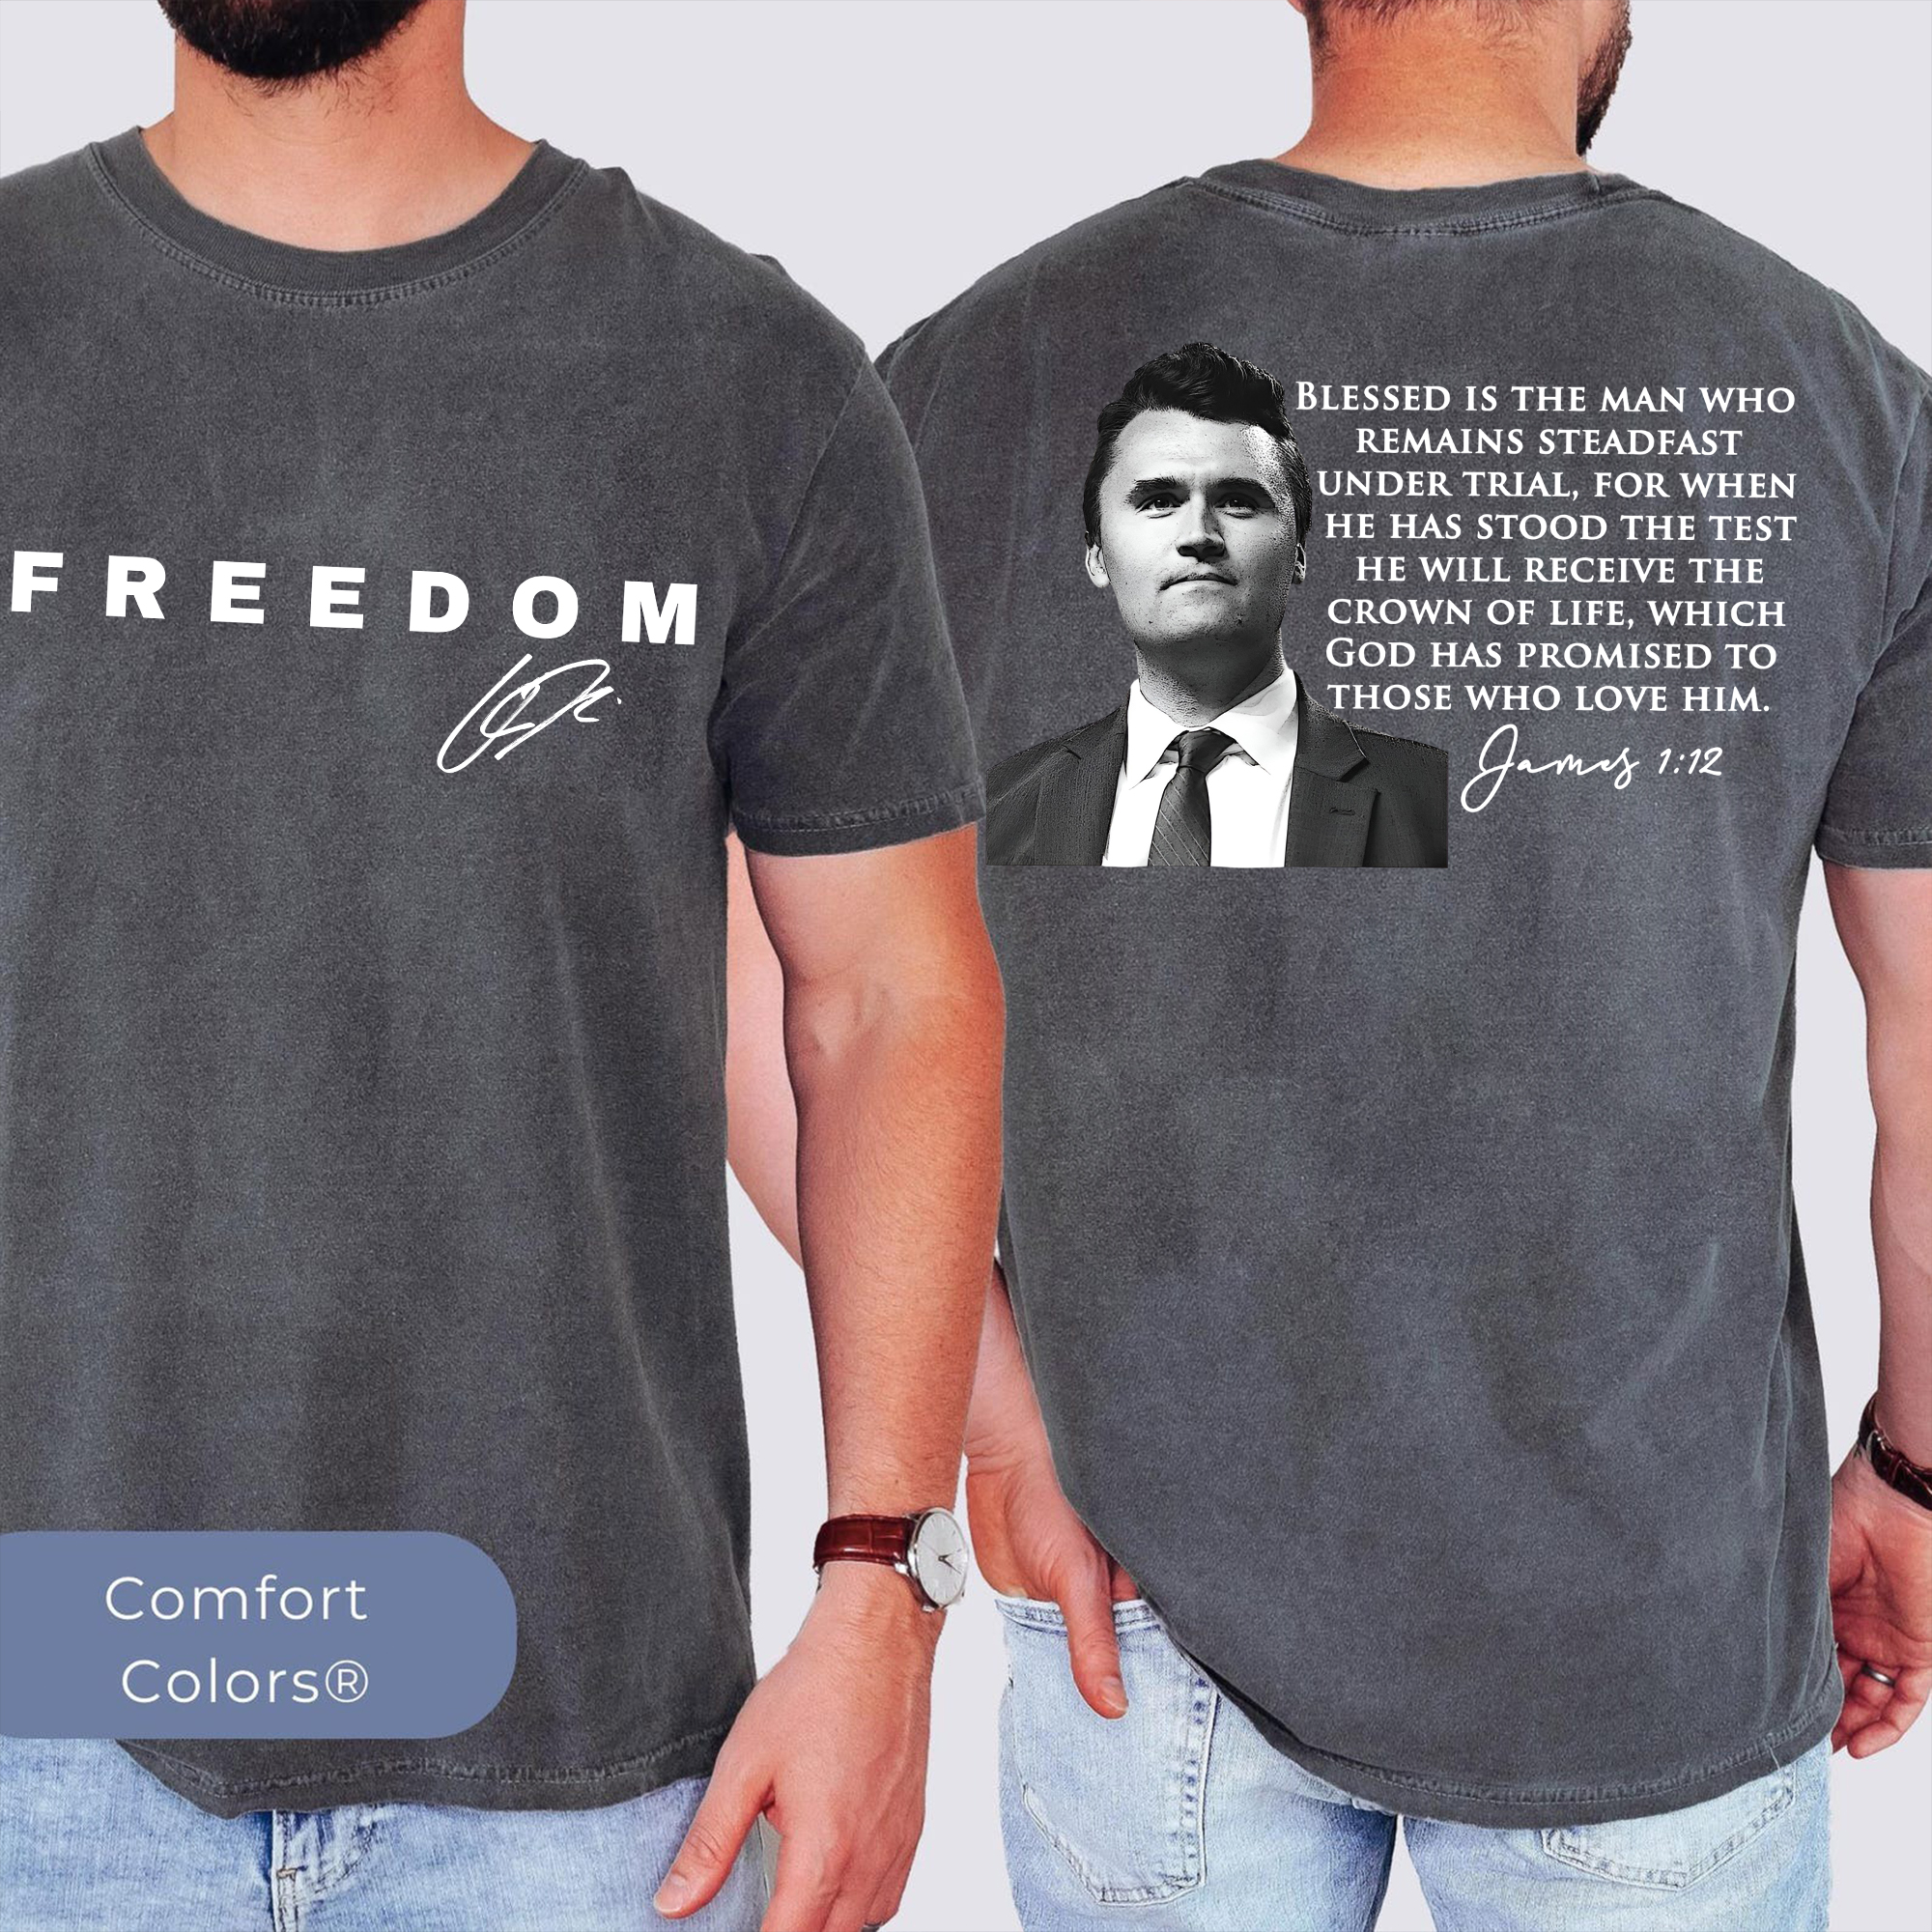 FREEDOM
BLESSED IS THE MAN WHO
REMAINS STEADFAST
UNDER TRIAL, FOR WHEN
HE HAS STOOD THE TEST
HE WILL RECEIVE THE
CROWN OF LIFE, WHICH
GOD HAS PROMISED TO
THOSE WHO LOVE HIM.
James 1:12
Comfort
Colors®